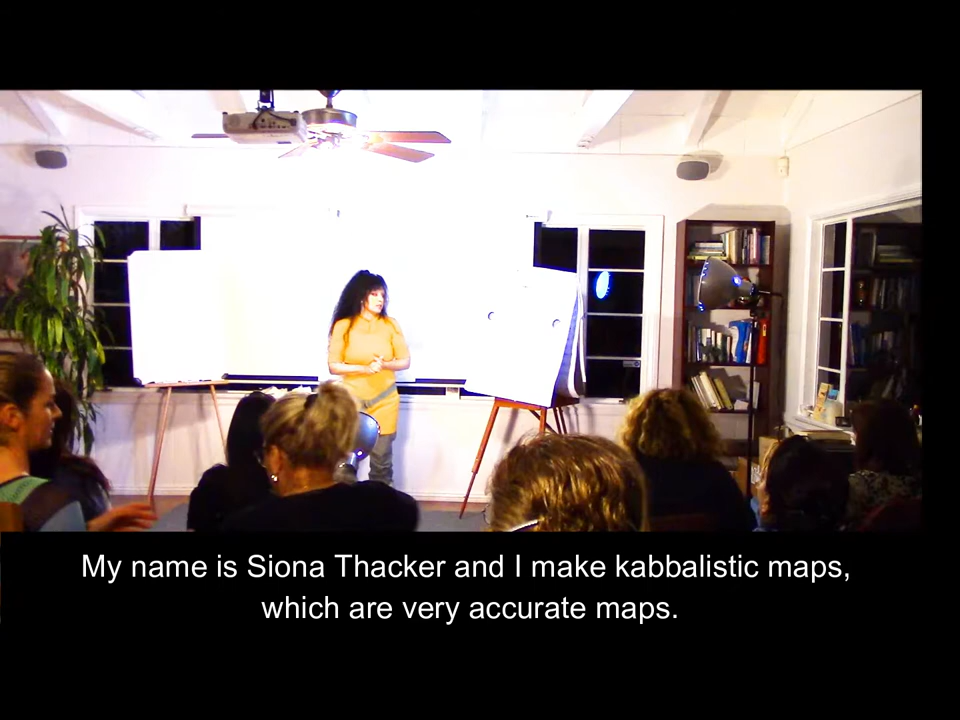 My name is Siona Thacker and I make kabbalistic maps,
which are very accurate maps.